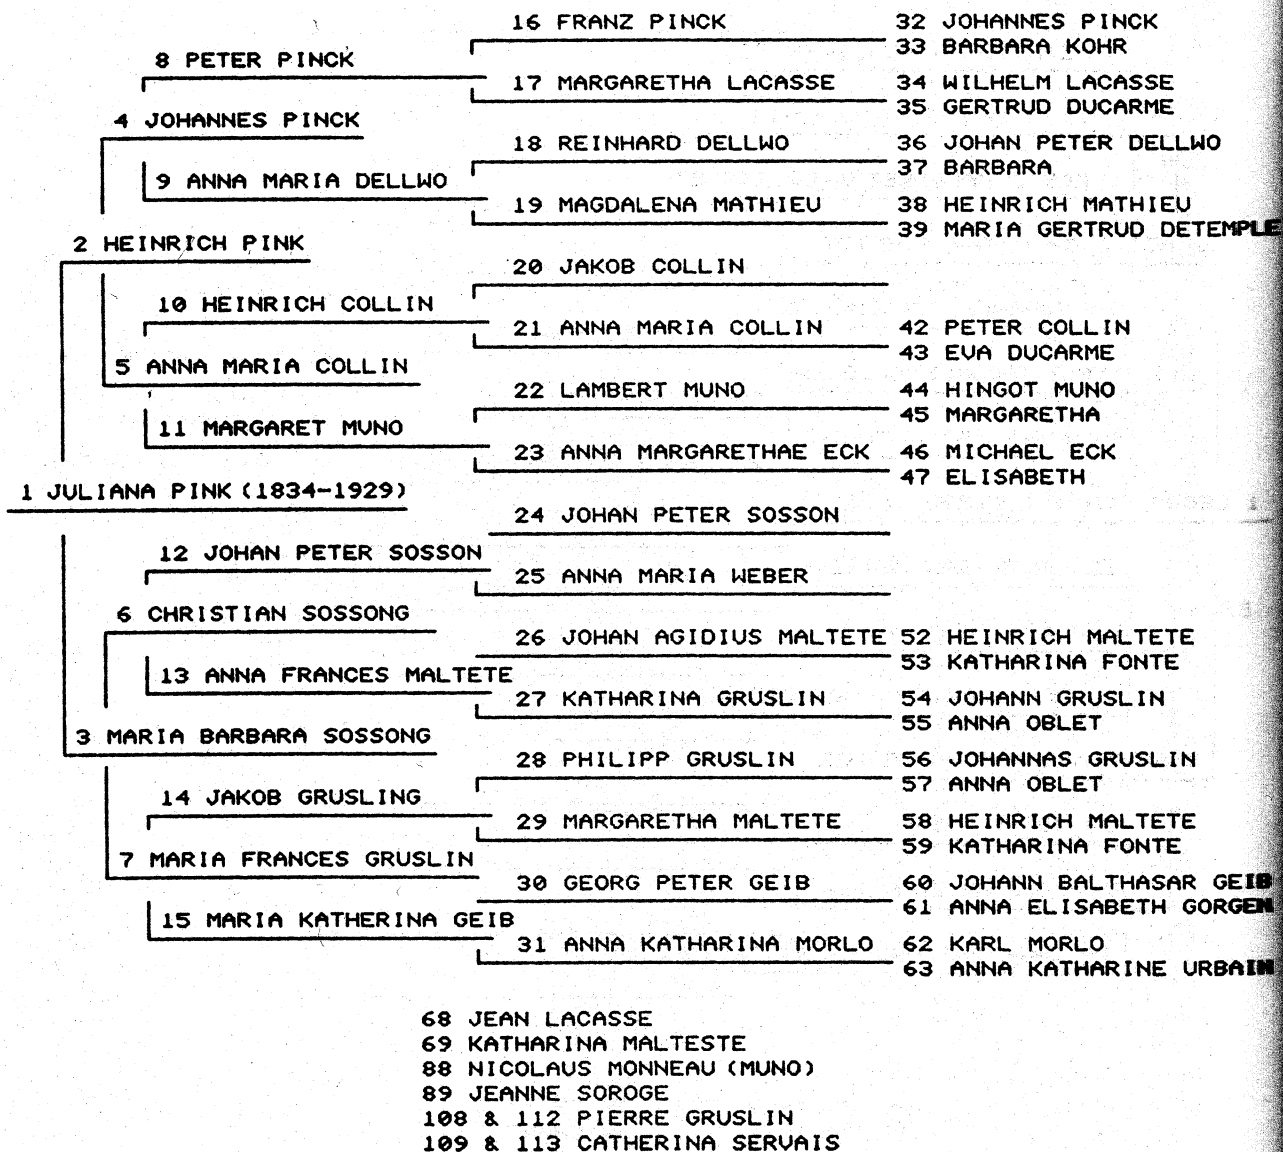 16 FRANZ PINCK
32 JOHANNES PINCK
33 BARBARA KOHR
8 PETER PINCK
17 MARGARETHA LACASSE
34 WILHELM LACASSE
35 GERTRUD DUCARME
4 JOHANNES PINCK
18 REINHARD DELLWO
36 JOHAN PETER DELLWO
37 BARBARA
9 ANNA MARIA DELLWO
19 MAGDALENA MATHIEU
38 HEINRICH MATHIEU
39 MARIA GERTRUD DETEMPLE
2 HEINRICH PINK
20 JAKOB COLLIN
10 HEINRICH COLLIN
21 ANNA MARIA COLLIN
42 PETER COLLIN
43 EVA DUCARME
5 ANNA MARIA COLLIN
22 LAMBERT MUNO
44 HINGOT MUNO
45 MARGARETHA
11 MARGARET MUNO
23 ANNA MARGARETHAE ECK
46 MICHAEL ECK
47 ELISABETH
1 JULIANA PINK (1834-1929)
24 JOHAN PETER SOSSON
12 JOHAN PETER SOSSON
25 ANNA MARIA WEBER
6 CHRISTIAN SOSSONG
26 JOHAN AGIDIUS MALTETE
52 HEINRICH MALTETE
53 KATHARINA FONTE
13 ANNA FRANCES MALTETE
27 KATHARINA GRUSLIN
54 JOHANN GRUSLIN
55 ANNA OBLET
3 MARIA BARBARA SOSSONG
28 PHILIPP GRUSLIN
56 JOHANNAS GRUSLIN
57 ANNA OBLET
14 JAKOB GRUSLING
29 MARGARETHA MALTETE
58 HEINRICH MALTETE
59 KATHARINA FONTE
7 MARIA FRANCES GRUSLIN
30 GEORG PETER GEIB
60 JOHANN BALTHASAR GEIB
61 ANNA ELISABETH GORGEN
15 MARIA KATHERINA GEIB
31 ANNA KATHARINA MORLO
62 KARL MORLO
63 ANNA KATHARINE URBAIN
68 JEAN LACASSE
69 KATHARINA MALTESTE
88 NICOLAUS MONNEAU (MUNO)
89 JEANNE SOROGE
108 & 112 PIERRE GRUSLIN
109 & 113 CATHERINA SERVAIS